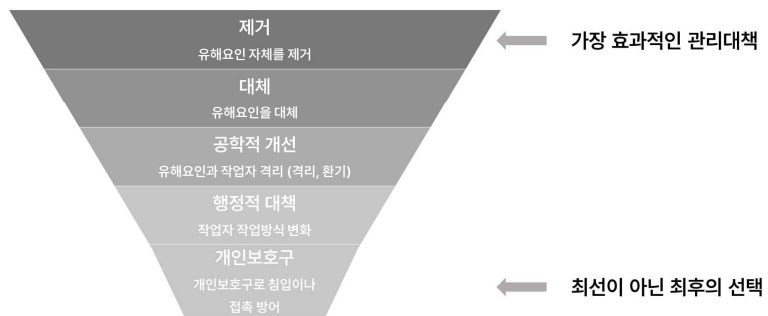 제거
가장 효과적인 관리대책
유해요인 자체를 제거
대체
유해요인을 대체
공학적 개선
유해요인과 작업자 격리 (격리, 환기)
행정적 대책
작업자 작업방식 변화
개인보호구
개인보호구로 침입이나
최선이 아닌 최후의 선택
접촉 방어